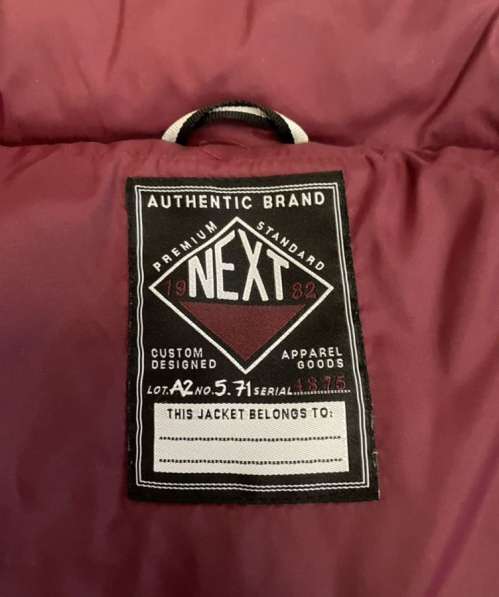 AUTHENTIC BRAND
PREMIUM STANDARD
NEXT
19 82
CUSTOM DESIGNED
APPAREL GOODS
LOT. A2 NO. 5.71 SERIAL 4875
THIS JACKET BELONGS TO: